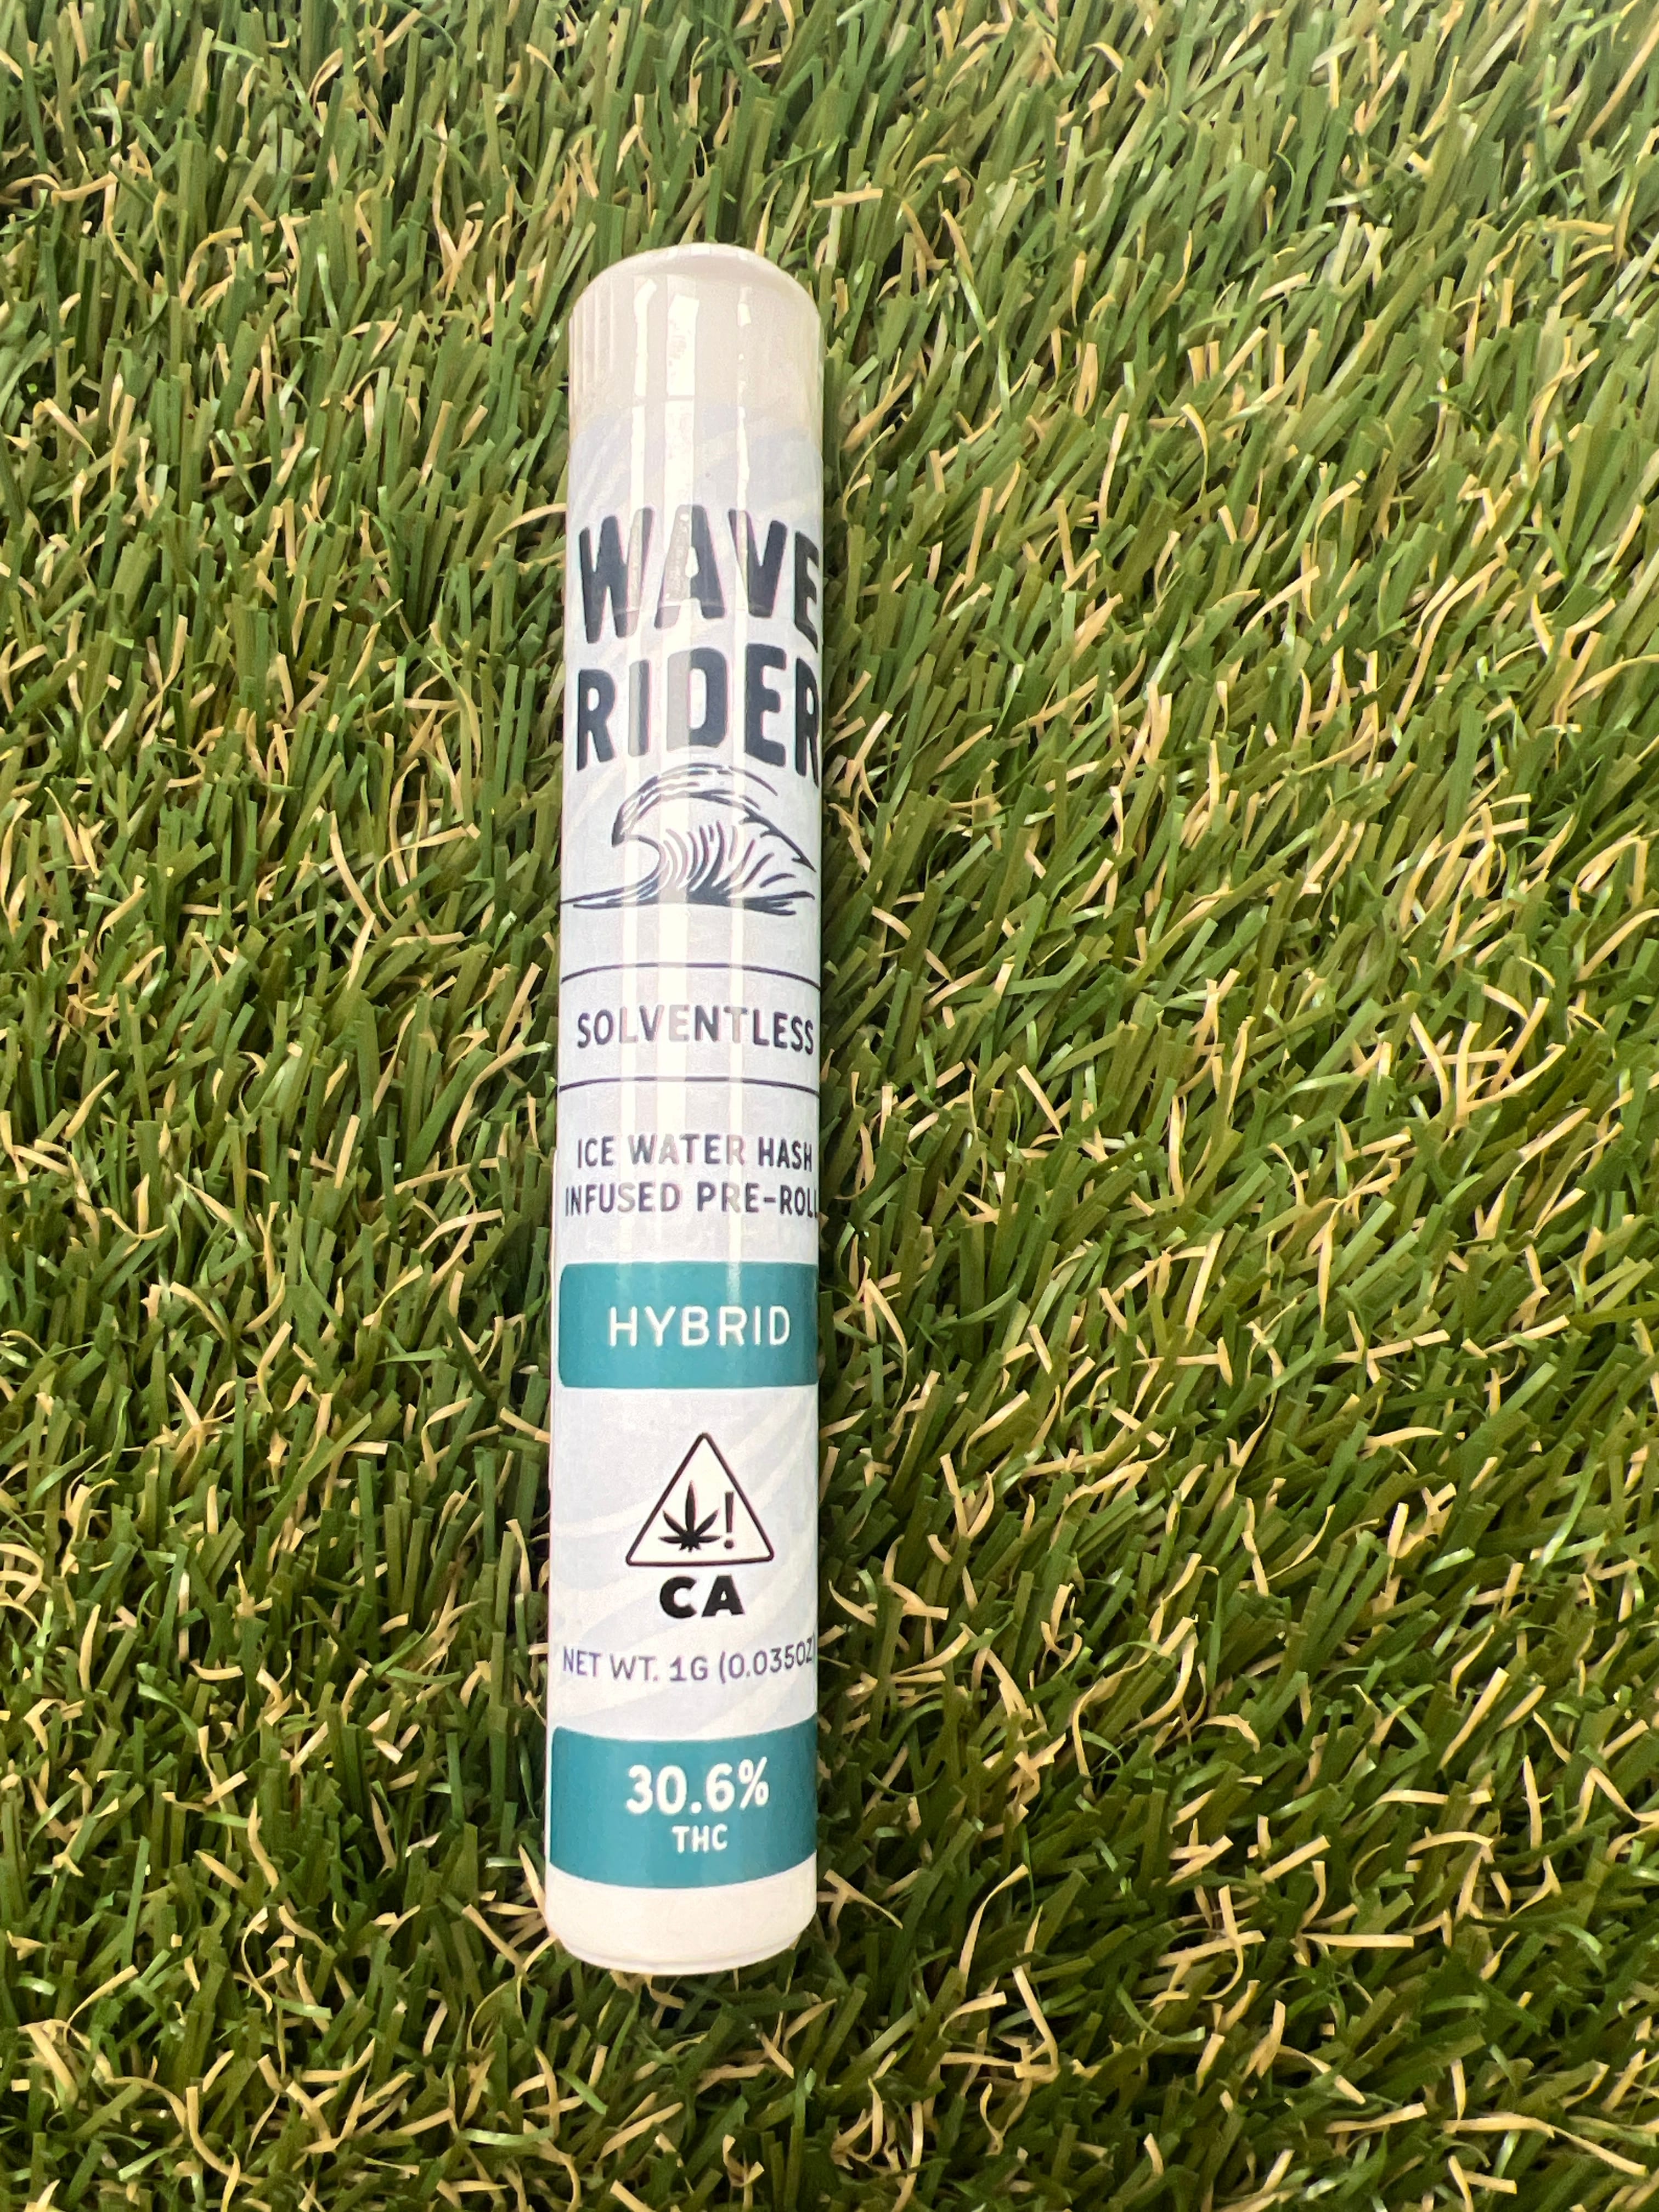 WAVE
RIDER
SOLVENTLESS
ICE WATER HASH
INFUSED PRE-ROLL
HYBRID
!
CA
NET WT. 1G (0.035OZ)
30.6%
THC